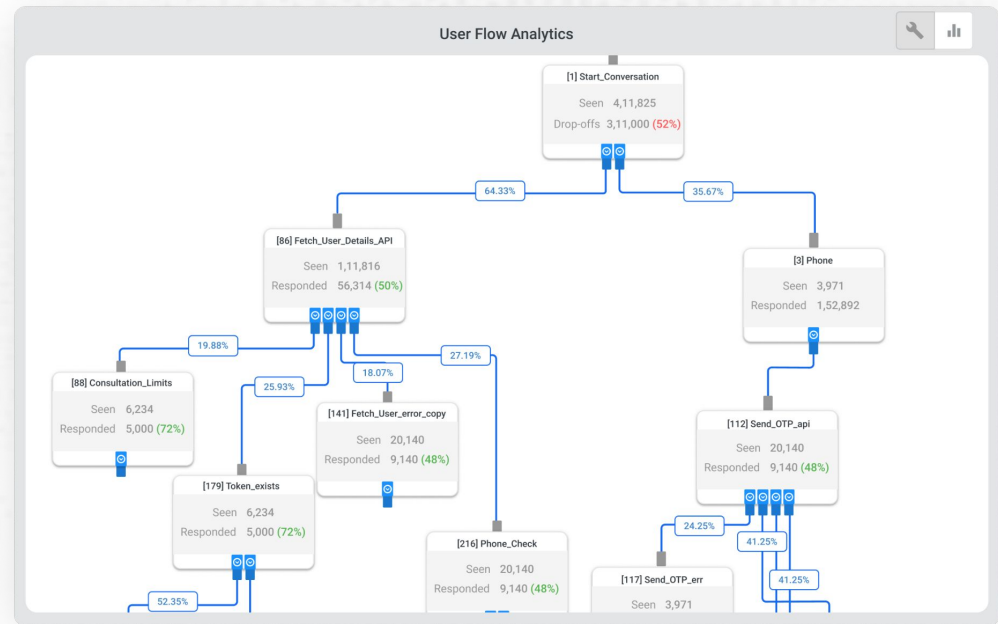 User Flow Analytics
[1] Start_Conversation
Seen 4,11,825
Drop-offs 3,11,000 (52%)
64.33%
35.67%
[86] Fetch_User_Details_API
Seen 1,11,816
Responded 56,314 (50%)
[3] Phone
Seen 3,971
Responded 1,52,892
19.88%
25.93%
18.07%
27.19%
[88] Consultation_Limits
Seen 6,234
Responded 5,000 (72%)
[141] Fetch_User_error_copy
Seen 20,140
Responded 9,140 (48%)
[112] Send_OTP_api
Seen 20,140
Responded 9,140 (48%)
[179] Token_exists
Seen 6,234
Responded 5,000 (72%)
24.25%
41.25%
41.25%
[216] Phone_Check
Seen 20,140
Responded 9,140 (48%)
[117] Send_OTP_err
Seen 3,971
52.35%